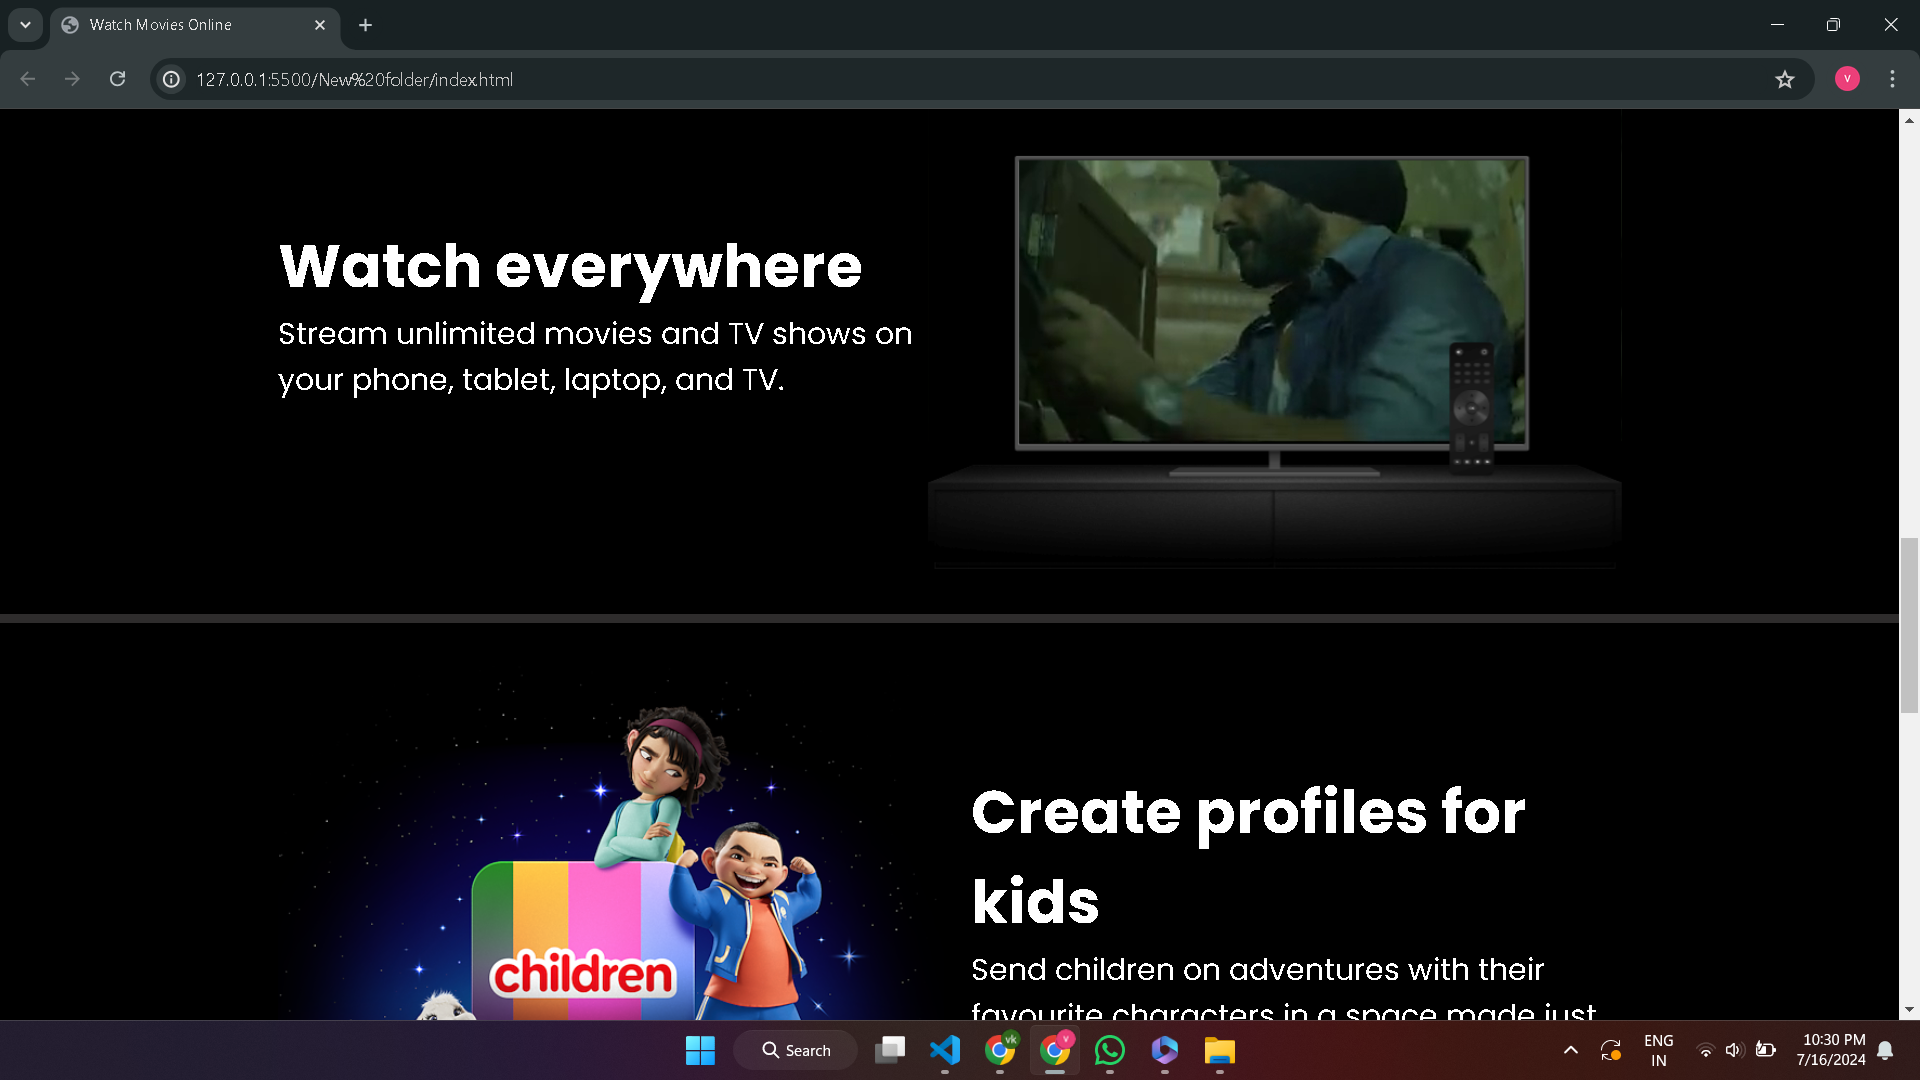 Watch Movies Online
127.0.0.1:5500/New%20folder/index.html
V
Watch everywhere
Stream unlimited movies and TV shows on
your phone, tablet, laptop, and TV.
Create profiles for
kids
Send children on adventures with their
favourite characters in a space made just
children
J
Search
vk
v
ENG
IN
10:30 PM
7/16/2024